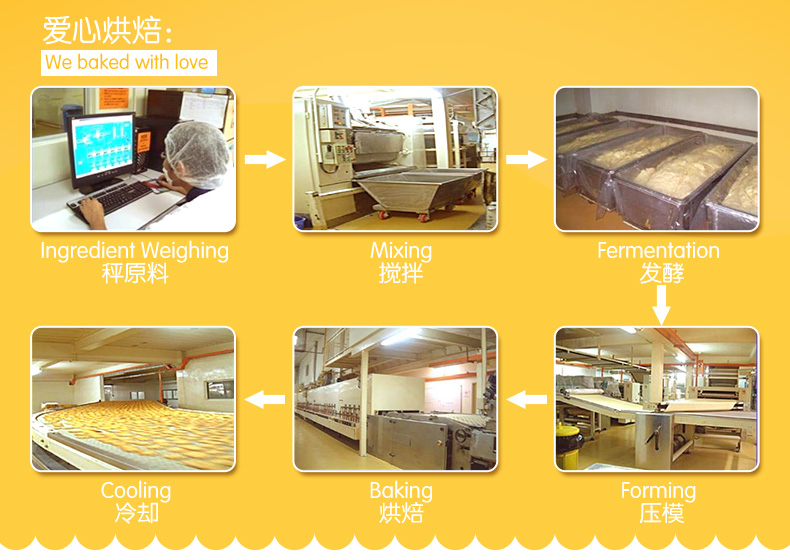 爱心烘焙：
We baked with love
Ingredient Weighing
秤原料
Mixing
搅拌
Fermentation
发酵
Forming
压模
Baking
烘焙
Cooling
冷却